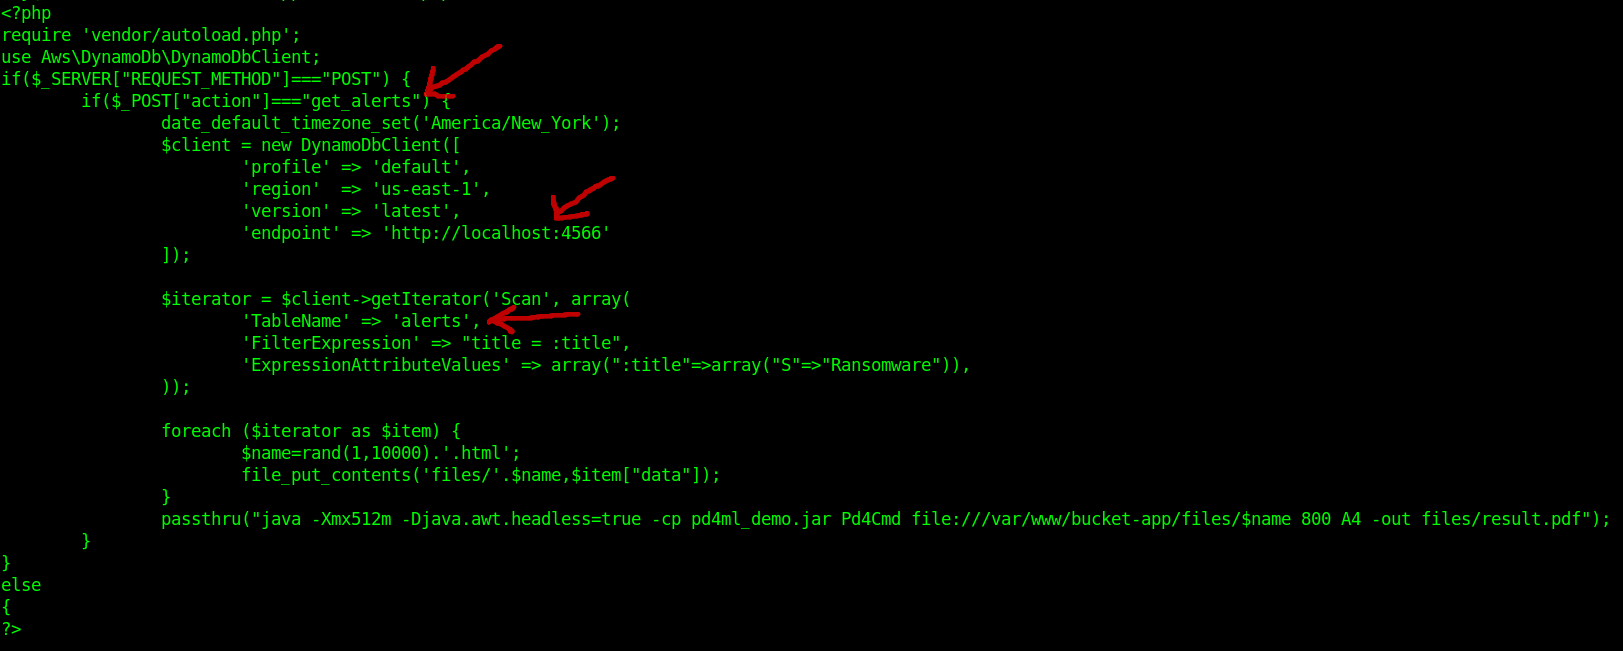 <?php
require 'vendor/autoload.php';
use Aws\DynamoDb\DynamoDbClient;
if($_SERVER["REQUEST_METHOD"]==="POST") {
        if($_POST["action"]==="get_alerts") {
                date_default_timezone_set('America/New_York');
                $client = new DynamoDbClient([
                        'profile' => 'default',
                        'region'  => 'us-east-1',
                        'version' => 'latest',
                        'endpoint' => 'http://localhost:4566'
                ]);

                $iterator = $client->getIterator('Scan', array(
                        'TableName' => 'alerts',
                        'FilterExpression' => "title = :title",
                        'ExpressionAttributeValues' => array(":title"=>array("S"=>"Ransomware")),
                ));

                foreach ($iterator as $item) {
                        $name=rand(1,10000).'.html';
                        file_put_contents('files/'.$name,$item["data"]);
                }
                passthru("java -Xmx512m -Djava.awt.headless=true -cp pd4ml_demo.jar Pd4Cmd file:///var/www/bucket-app/files/$name 800 A4 -out files/result.pdf");
        }
}
else
{
?>